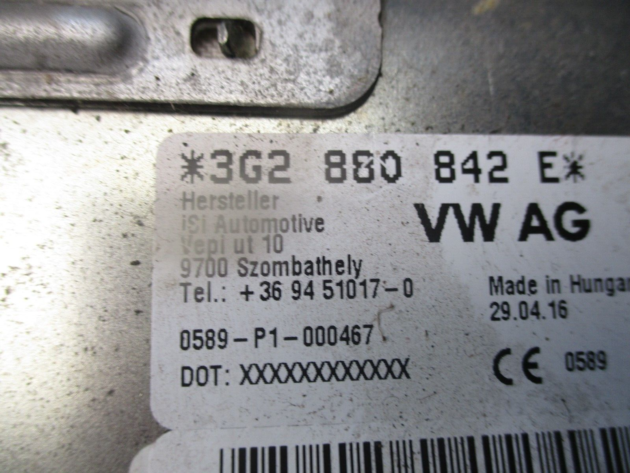 *3G2 880 842 E*
Hersteller
iSi Automotive
VW AG
Vepi ut 10
9700 Szombathely
Tel.: +36 94 51017-0
Made in Hungar
29.04.16
0589-P1-000467
DOT: XXXXXXXXXXXX
CE 0589